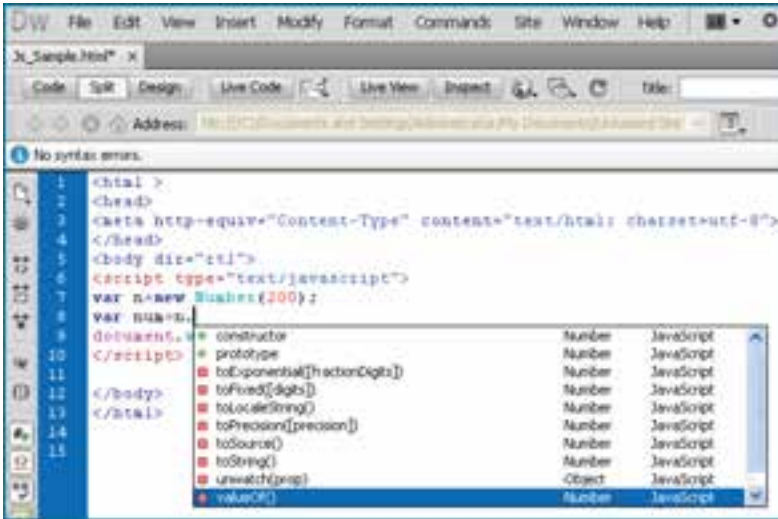 DW File Edit View Insert Modify Format Commands Site Window Help
Js_Sample.html* ×
Code Split Design Live Code Live View Inspect Title:
Address:
No syntax errors.
1 <html >
2 <head>
3 <meta http-equiv="Content-Type" content="text/html; charset=utf-8">
4 </head>
5 <body dir="rtl">
6 <script type="text/javascript">
7 var n=new Number(200);
8 var num=n.
9 document.w
10 </script>
11
12 </body>
13 </html>
14
15
constructor Number JavaScript
prototype Number JavaScript
toExponential([fractionDigits]) Number JavaScript
toFixed([digits]) Number JavaScript
toLocaleString() Number JavaScript
toPrecision([precision]) Number JavaScript
toSource() Number JavaScript
toString() Number JavaScript
unwatch(prop) Object JavaScript
valueOf() Number JavaScript